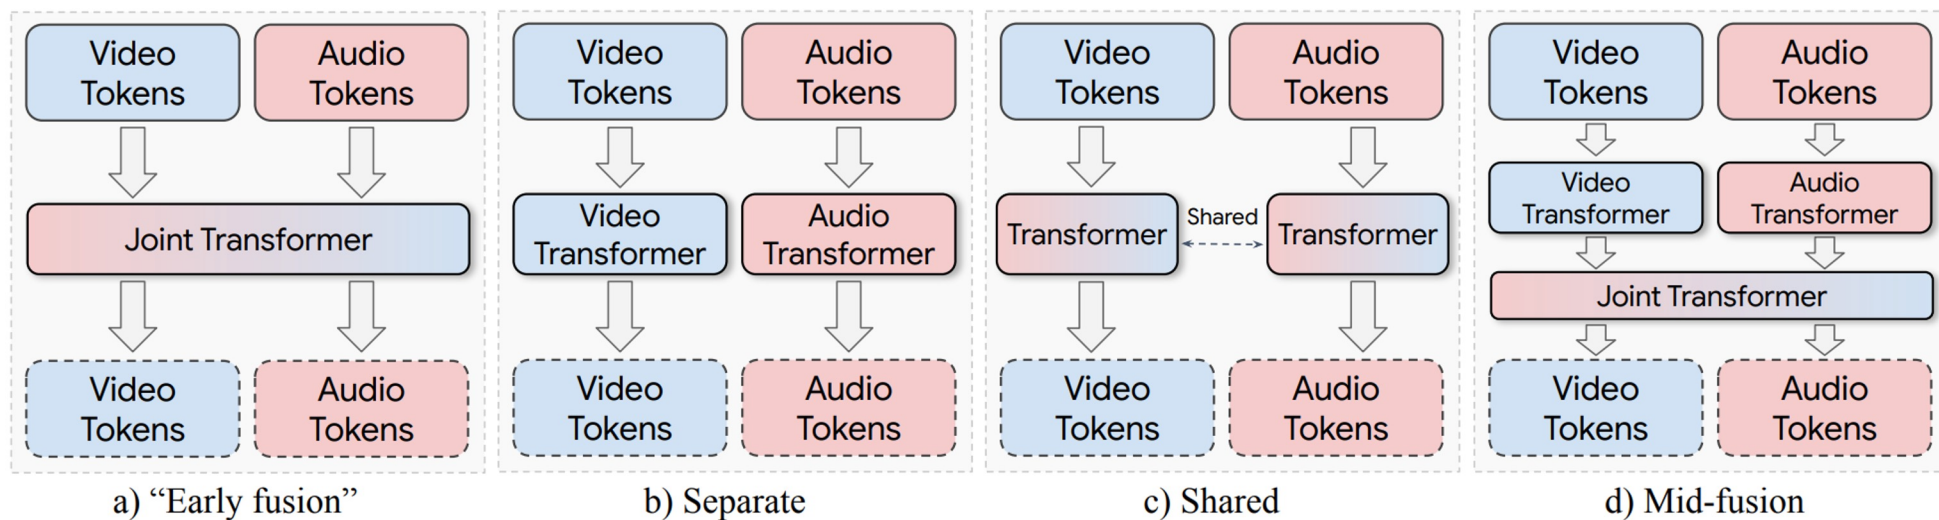 Video
Tokens
Audio
Tokens
Joint Transformer
Video
Tokens
Audio
Tokens
a) “Early fusion”
Video
Tokens
Audio
Tokens
Video
Transformer
Audio
Transformer
Video
Tokens
Audio
Tokens
b) Separate
Video
Tokens
Audio
Tokens
Transformer
Shared
Transformer
Video
Tokens
Audio
Tokens
c) Shared
Video
Tokens
Audio
Tokens
Video
Transformer
Audio
Transformer
Joint Transformer
Video
Tokens
Audio
Tokens
d) Mid-fusion